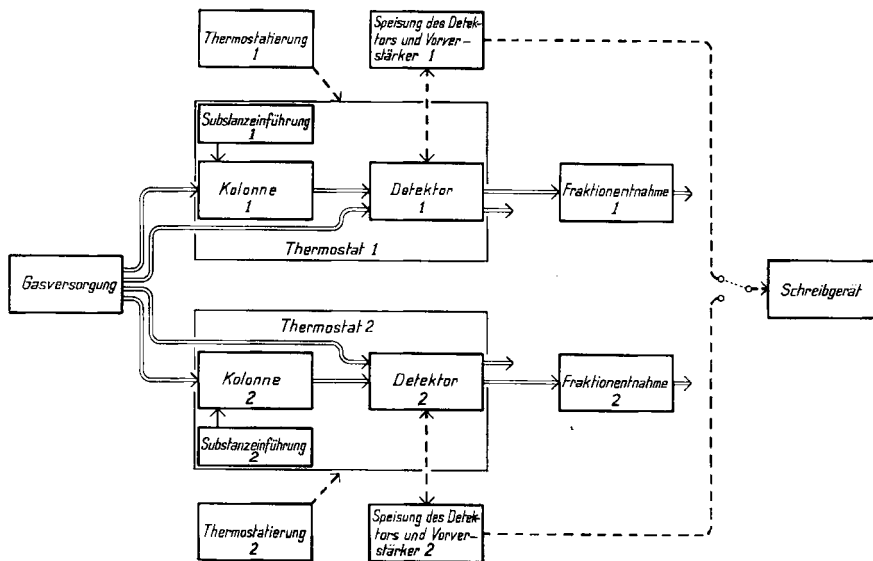 Thermostatierung
1
Speisung des Detek-
tors und Vorver-
stärker 1
Substanzeinführung
1
Kolonne
1
Detektor
1
Fraktionentnahme
1
Thermostat 1
Gasversorgung
Schreibgerät
Thermostat 2
Kolonne
2
Detektor
2
Fraktionentnahme
2
Substanzeinführung
2
Thermostatierung
2
Speisung des Detek-
tors und Vorver-
stärker 2